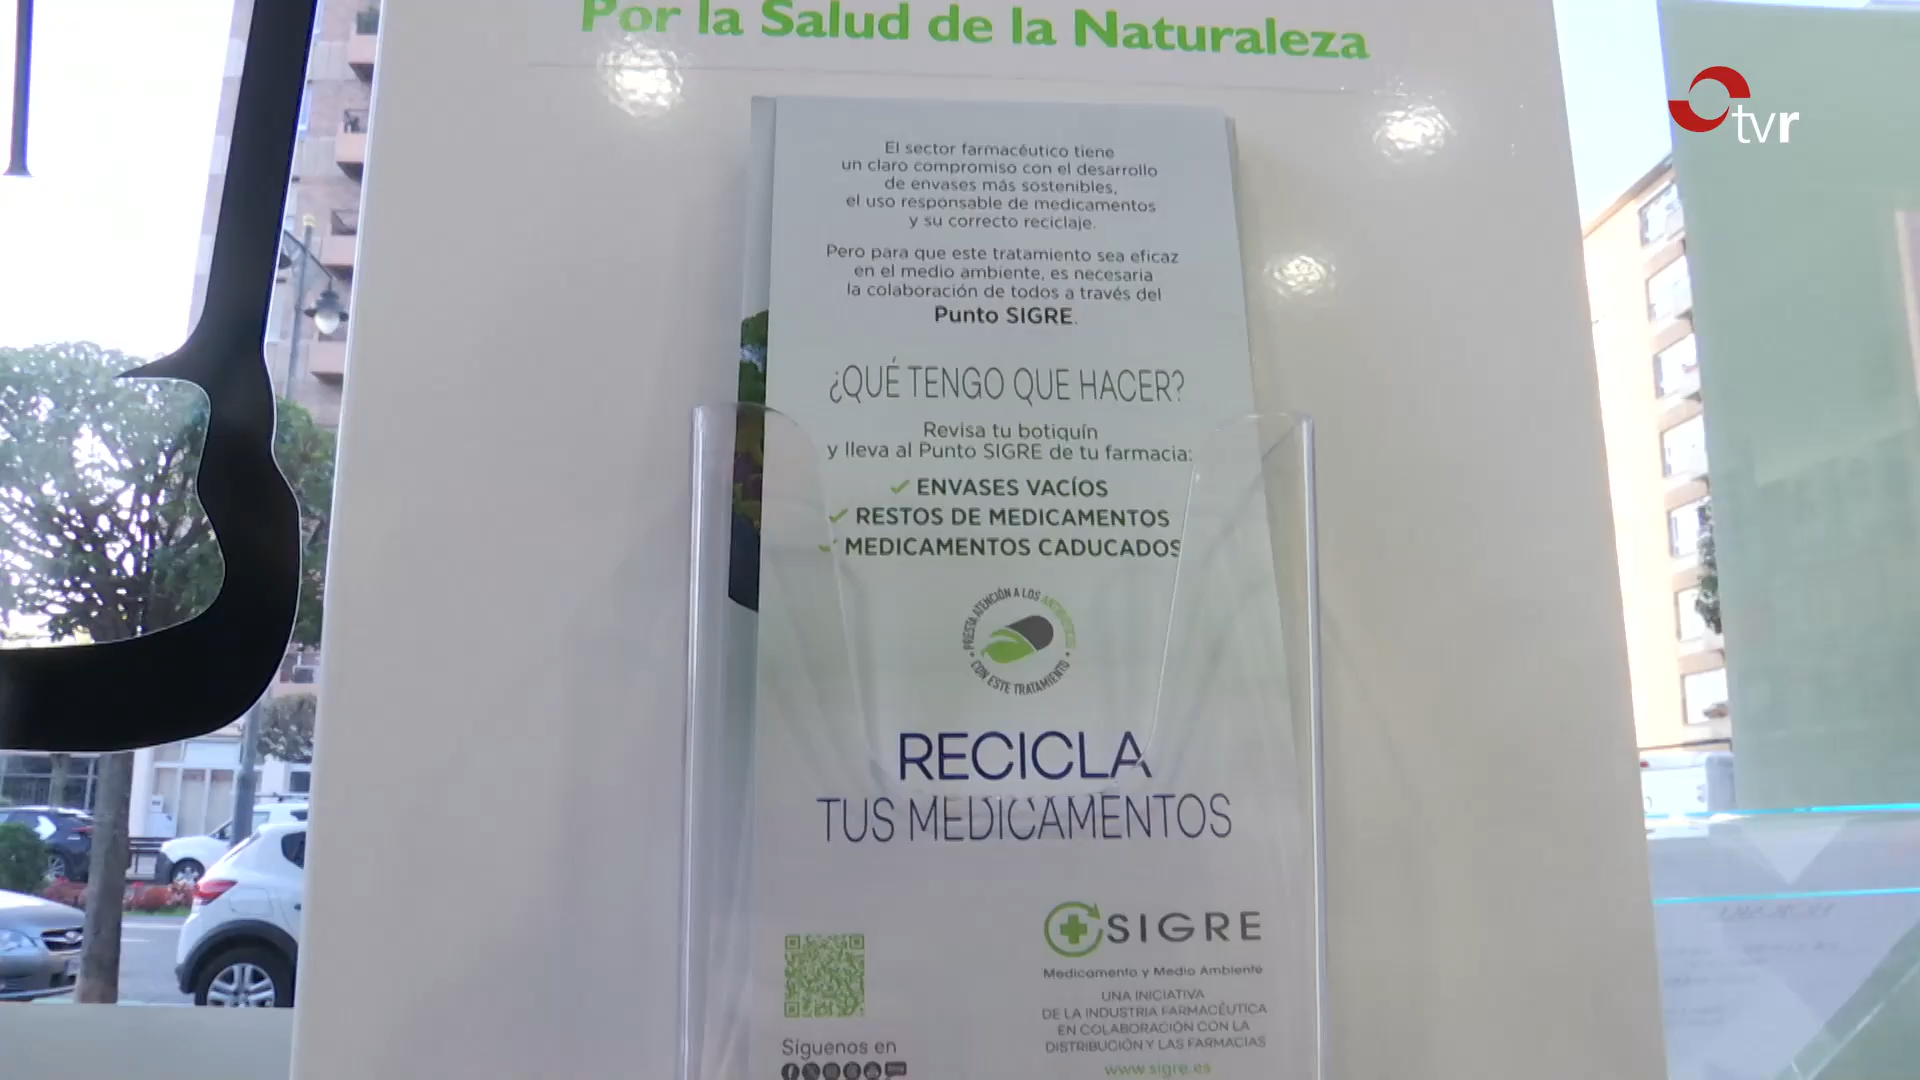 Por la Salud de la Naturaleza
tvr
El sector farmacéutico tiene
un claro compromiso con el desarrollo
de envases más sostenibles,
el uso responsable de medicamentos
y su correcto reciclaje.
Pero para que este tratamiento sea eficaz
en el medio ambiente, es necesaria
la colaboración de todos a través del
Punto SIGRE.
¿QUÉ TENGO QUE HACER?
Revisa tu botiquín
y lleva al Punto SIGRE de tu farmacia:
ENVASES VACÍOS
RESTOS DE MEDICAMENTOS
MEDICAMENTOS CADUCADOS
PRESTA ATENCIÓN A LOS ANTIBIÓTICOS
CON ESTE TRATAMIENTO
RECICLA
TUS MEDICAMENTOS
SIGRE
Medicamento y Medio Ambiente
UNA INICIATIVA
DE LA INDUSTRIA FARMACÉUTICA
EN COLABORACIÓN CON LA
DISTRIBUCIÓN Y LAS FARMACIAS
www.sigre.es
Síguenos en